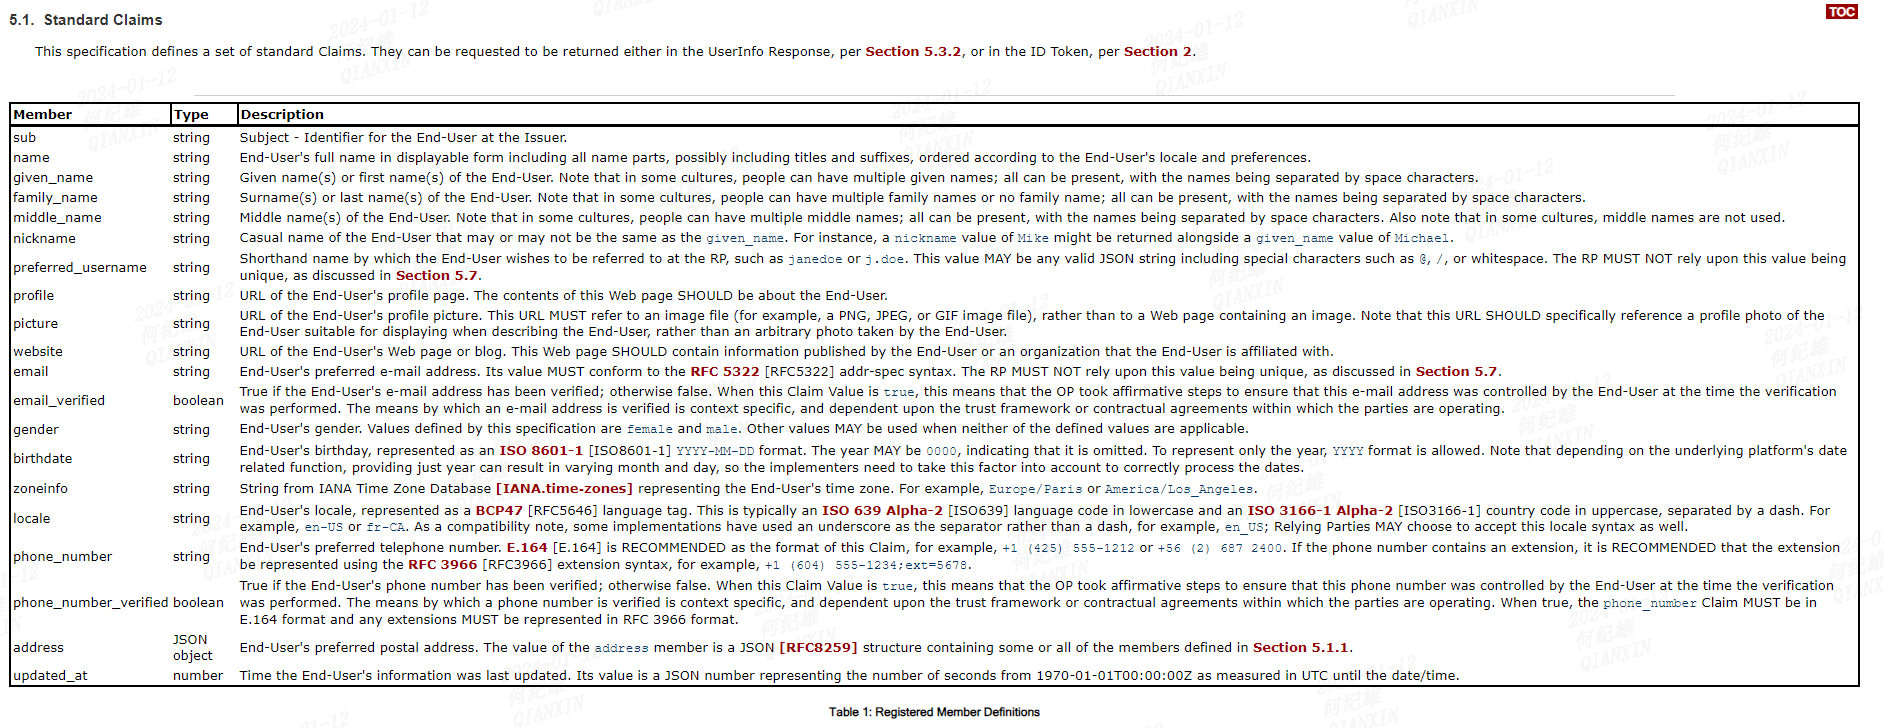 5.1.  Standard Claims
TOC
This specification defines a set of standard Claims. They can be requested to be returned either in the UserInfo Response, per Section 5.3.2, or in the ID Token, per Section 2.
Member Type Description
sub string Subject - Identifier for the End-User at the Issuer.
name string End-User's full name in displayable form including all name parts, possibly including titles and suffixes, ordered according to the End-User's locale and preferences.
given_name string Given name(s) or first name(s) of the End-User. Note that in some cultures, people can have multiple given names; all can be present, with the names being separated by space characters.
family_name string Surname(s) or last name(s) of the End-User. Note that in some cultures, people can have multiple family names or no family name; all can be present, with the names being separated by space characters.
middle_name string Middle name(s) of the End-User. Note that in some cultures, people can have multiple middle names; all can be present, with the names being separated by space characters. Also note that in some cultures, middle names are not used.
nickname string Casual name of the End-User that may or may not be the same as the given_name. For instance, a nickname value of Mike might be returned alongside a given_name value of Michael.
preferred_username string Shorthand name by which the End-User wishes to be referred to at the RP, such as janedoe or j.doe. This value MAY be any valid JSON string including special characters such as @, /, or whitespace. The RP MUST NOT rely upon this value being
unique, as discussed in Section 5.7.
profile string URL of the End-User's profile page. The contents of this Web page SHOULD be about the End-User.
picture string URL of the End-User's profile picture. This URL MUST refer to an image file (for example, a PNG, JPEG, or GIF image file), rather than to a Web page containing an image. Note that this URL SHOULD specifically reference a profile photo of the
End-User suitable for displaying when describing the End-User, rather than an arbitrary photo taken by the End-User.
website string URL of the End-User's Web page or blog. This Web page SHOULD contain information published by the End-User or an organization that the End-User is affiliated with.
email string End-User's preferred e-mail address. Its value MUST conform to the RFC 5322 [RFC5322] addr-spec syntax. The RP MUST NOT rely upon this value being unique, as discussed in Section 5.7.
email_verified boolean True if the End-User's e-mail address has been verified; otherwise false. When this Claim Value is true, this means that the OP took affirmative steps to ensure that this e-mail address was controlled by the End-User at the time the verification
was performed. The means by which an e-mail address is verified is context specific, and dependent upon the trust framework or contractual agreements within which the parties are operating.
gender string End-User's gender. Values defined by this specification are female and male. Other values MAY be used when neither of the defined values are applicable.
birthdate string End-User's birthday, represented as an ISO 8601-1 [ISO8601-1] YYYY-MM-DD format. The year MAY be 0000, indicating that it is omitted. To represent only the year, YYYY format is allowed. Note that depending on the underlying platform's date
related function, providing just year can result in varying month and day, so the implementers need to take this factor into account to correctly process the dates.
zoneinfo string String from IANA Time Zone Database [IANA.time-zones] representing the End-User's time zone. For example, Europe/Paris or America/Los_Angeles.
locale string End-User's locale, represented as a BCP47 [RFC5646] language tag. This is typically an ISO 639 Alpha-2 [ISO639] language code in lowercase and an ISO 3166-1 Alpha-2 [ISO3166-1] country code in uppercase, separated by a dash. For
example, en-US or fr-CA. As a compatibility note, some implementations have used an underscore as the separator rather than a dash, for example, en_US; Relying Parties MAY choose to accept this locale syntax as well.
phone_number string End-User's preferred telephone number. E.164 [E.164] is RECOMMENDED as the format of this Claim, for example, +1 (425) 555-1212 or +56 (2) 687 2400. If the phone number contains an extension, it is RECOMMENDED that the extension
be represented using the RFC 3966 [RFC3966] extension syntax, for example, +1 (604) 555-1234;ext=5678.
phone_number_verified boolean True if the End-User's phone number has been verified; otherwise false. When this Claim Value is true, this means that the OP took affirmative steps to ensure that this phone number was controlled by the End-User at the time the verification
was performed. The means by which a phone number is verified is context specific, and dependent upon the trust framework or contractual agreements within which the parties are operating. When true, the phone_number Claim MUST be in
E.164 format and any extensions MUST be represented in RFC 3966 format.
address JSON object End-User's preferred postal address. The value of the address member is a JSON [RFC8259] structure containing some or all of the members defined in Section 5.1.1.
updated_at number Time the End-User's information was last updated. Its value is a JSON number representing the number of seconds from 1970-01-01T00:00:00Z as measured in UTC until the date/time.
Table 1: Registered Member Definitions
2024-01-12
何纪雄
QIANXIN